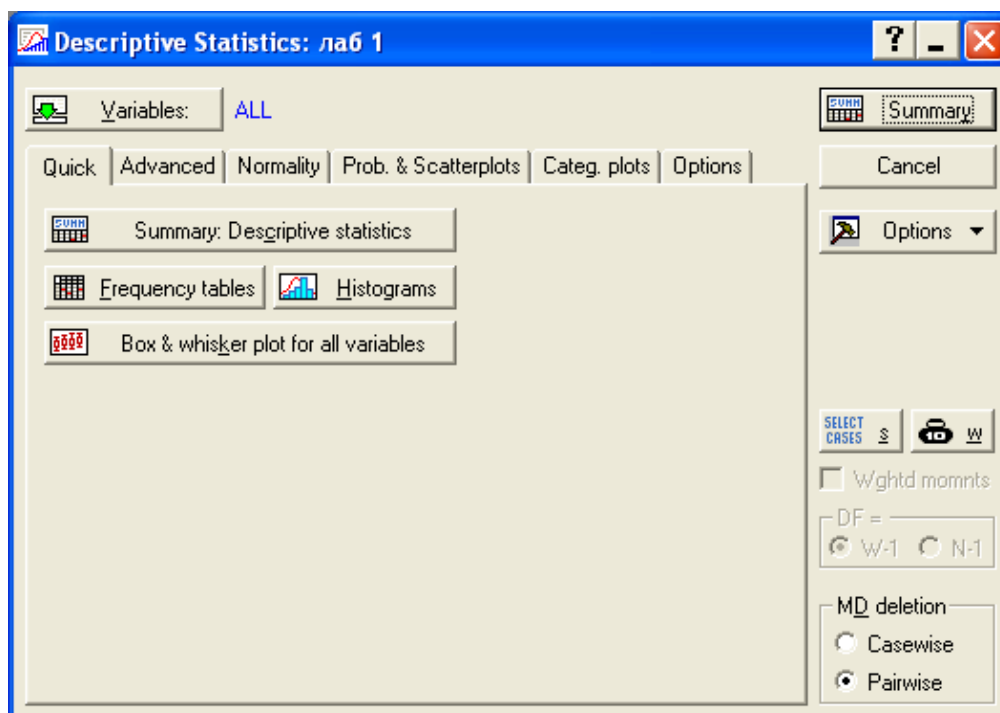 Descriptive Statistics: лаб 1
?
Variables: ALL
SUMM Summary
Quick Advanced Normality Prob. & Scatterplots Categ. plots Options
Cancel
SUMM Summary: Descriptive statistics
Options
Frequency tables Histograms
Box & whisker plot for all variables
SELECT CASES S
W
Wghtd momnts
DF =
W-1 N-1
MD deletion
Casewise
Pairwise